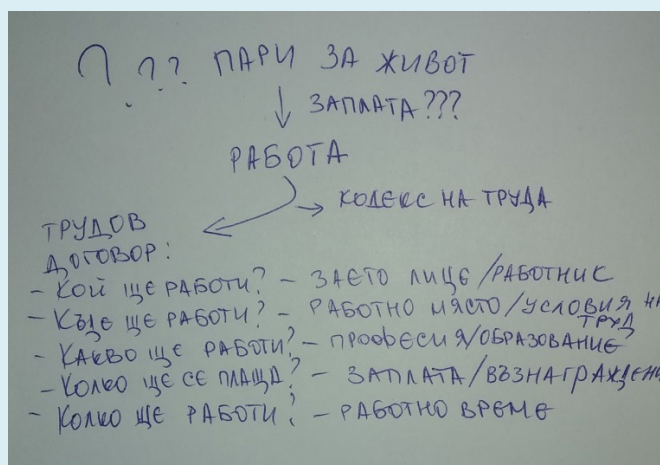 ? ?? ПАРИ ЗА ЖИВОТ
ЗАПЛАТА???
РАБОТА
КОДЕКС НА ТРУДА
ТРУДОВ
ДОГОВОР:
- КОЙ ЩЕ РАБОТИ? - ЗАЕТО ЛИЦЕ/РАБОТНИК
- КЪДЕ ЩЕ РАБОТИ? - РАБОТНО МЯСТО/УСЛОВИЯ НА
ТРУД
- КАКВО ЩЕ РАБОТИ? - ПРОФЕСИЯ/ОБРАЗОВАНИЕ
- КОЛКО ЩЕ СЕ ПЛАЩА? - ЗАПЛАТА/ВЪЗНАГРАЖДЕН
- КОЛКО ЩЕ РАБОТИ? - РАБОТНО ВРЕМЕ